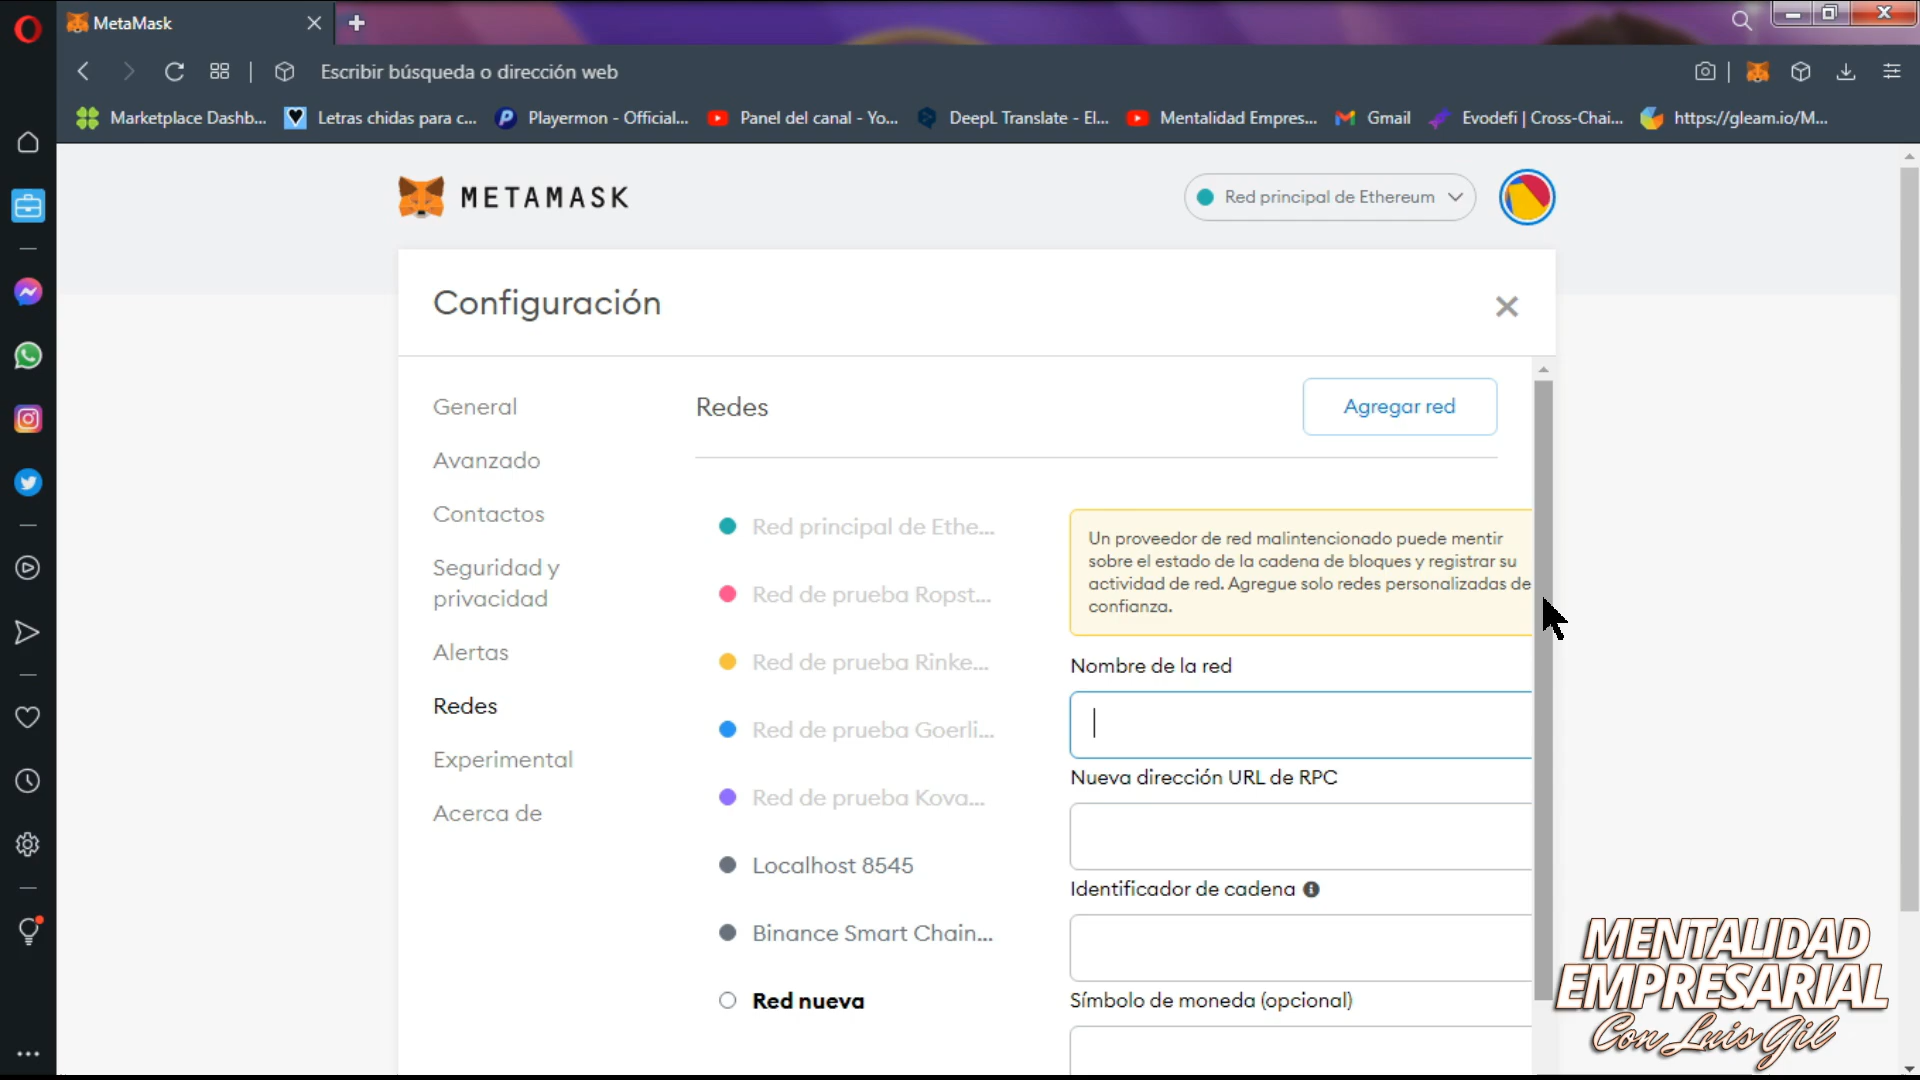 MetaMask
Escribir búsqueda o dirección web
Marketplace Dashb...
Letras chidas para c...
Playermon - Official...
Panel del canal - Yo...
DeepL Translate - El...
Mentalidad Empres...
Gmail
Evodefi | Cross-Chai...
https://gleam.io/M...
METAMASK
Red principal de Ethereum
Configuración
General
Avanzado
Contactos
Seguridad y
privacidad
Alertas
Redes
Experimental
Acerca de
Redes
Agregar red
Red principal de Ethe...
Red de prueba Ropst...
Red de prueba Rinke...
Red de prueba Goerli...
Red de prueba Kova...
Localhost 8545
Binance Smart Chain...
Red nueva
Un proveedor de red malintencionado puede mentir
sobre el estado de la cadena de bloques y registrar su
actividad de red. Agregue solo redes personalizadas de
confianza.
Nombre de la red
Nueva dirección URL de RPC
Identificador de cadena
Símbolo de moneda (opcional)
MENTALIDAD
EMPRESARIAL
Con Luis Gil